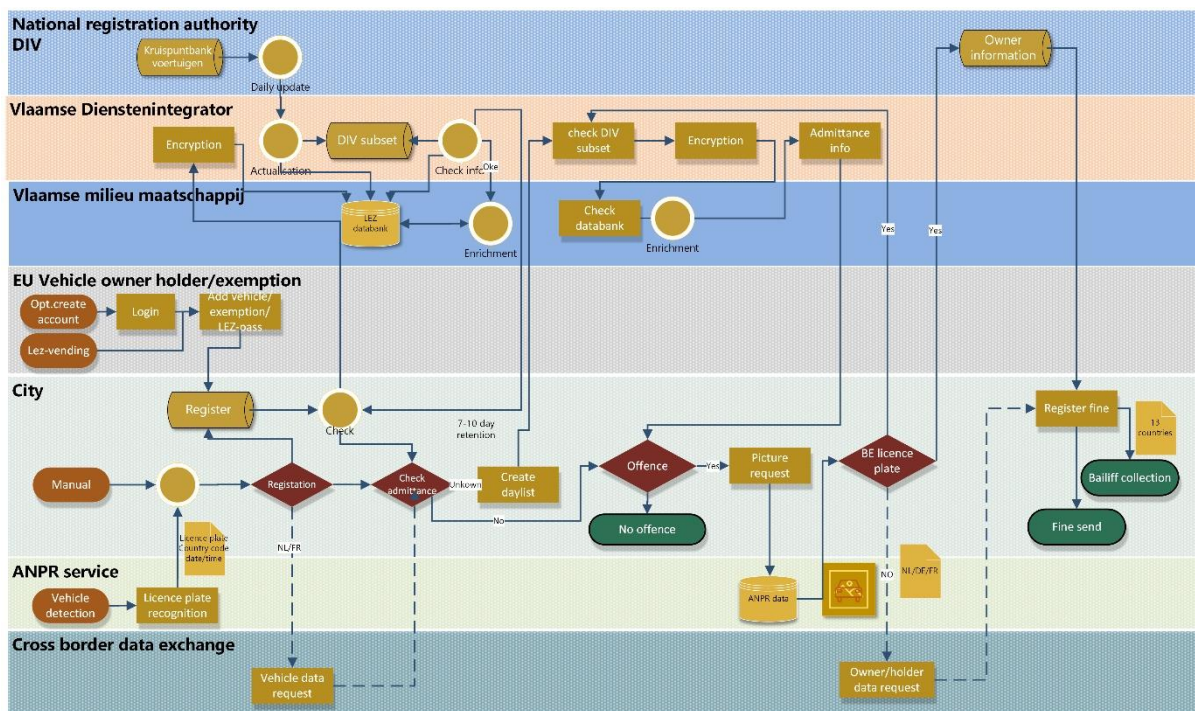 National registration authority
DIV
Kruispuntbank
voertuigen
Daily update
Owner
information
Vlaamse Dienstenintegrator
Encryption
Actualisation
DIV subset
Check info
Oke
check DIV
subset
Encryption
Admittance
info
Vlaamse milieu maatschappij
LEZ
databank
Enrichment
Check
databank
Enrichment
Yes
Yes
EU Vehicle owner holder/exemption
Opt.create
account
Login
Add vehicle/
exemption/
LEZ-pass
Lez-vending
City
Register
Check
7-10 day
retention
Register fine
13
countries
Manual
Registation
Check
admittance
Unkown
Create
daylist
Offence
Yes
Picture
request
BE licence
plate
Bailiff collection
No
No offence
Fine send
Licence plate
Country code
date/time
NL/FR
ANPR service
Vehicle
detection
Licence plate
recognition
ANPR data
NO
NL/DE/FR
Cross border data exchange
Vehicle data
request
Owner/holder
data request